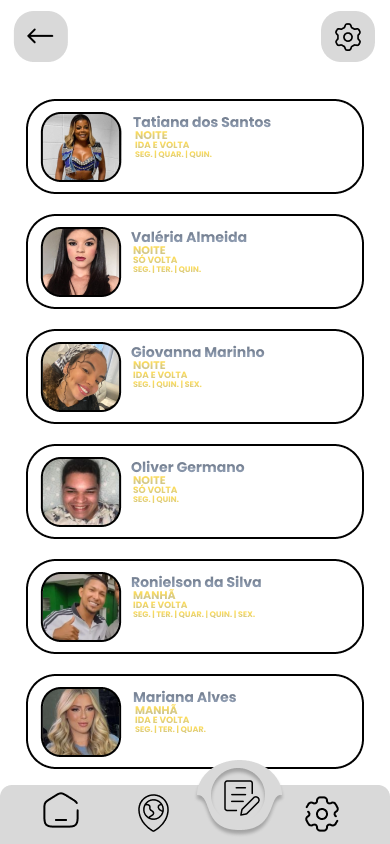 Tatiana dos Santos
NOITE
IDA E VOLTA
SEG. | QUAR. | QUIN.
Valéria Almeida
NOITE
SÓ VOLTA
SEG. | TER. | QUIN.
Giovanna Marinho
NOITE
IDA E VOLTA
SEG. | QUIN. | SEX.
Oliver Germano
NOITE
SÓ VOLTA
SEG. | QUIN.
Ronielson da Silva
MANHÃ
IDA E VOLTA
SEG. | TER. | QUAR. | QUIN. | SEX.
Mariana Alves
MANHÃ
IDA E VOLTA
SEG. | TER. | QUAR.